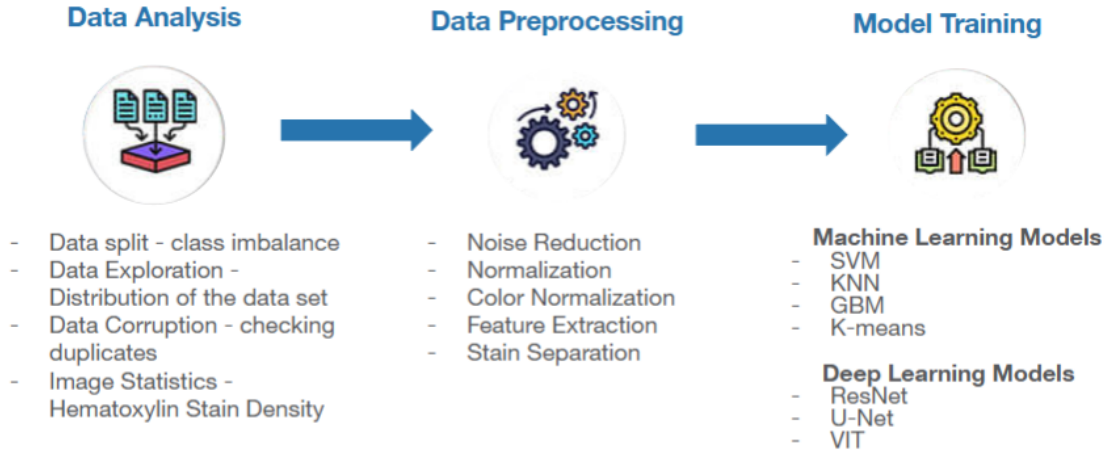 Data Analysis
Data Preprocessing
Model Training
- Data split - class imbalance
- Data Exploration -
Distribution of the data set
- Data Corruption - checking
duplicates
- Image Statistics -
Hematoxylin Stain Density
- Noise Reduction
- Normalization
- Color Normalization
- Feature Extraction
- Stain Separation
Machine Learning Models
- SVM
- KNN
- GBM
- K-means
Deep Learning Models
- ResNet
- U-Net
- VIT